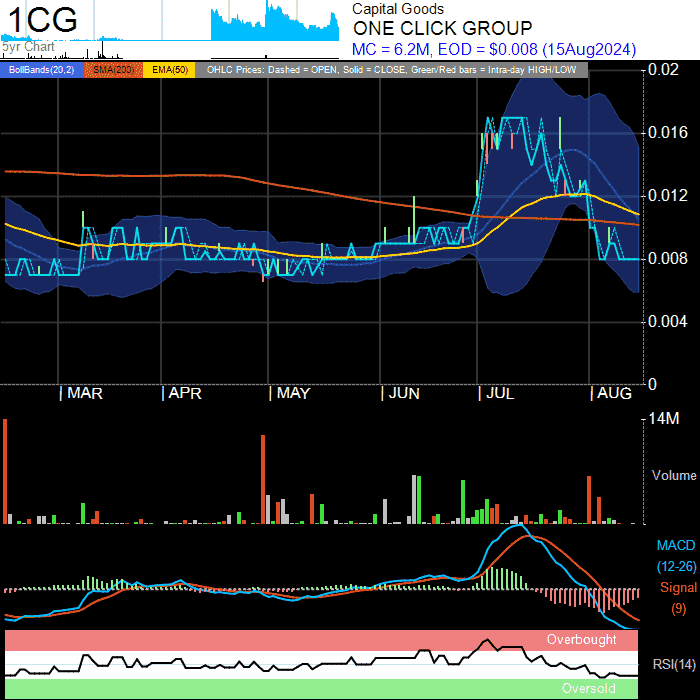 1CG
5yr Chart
Capital Goods
ONE CLICK GROUP
MC = 6.2M, EOD = $0.008 (15Aug2024)
BollBands(20,2) SMA(200) EMA(50) OHLC Prices: Dashed = OPEN, Solid = CLOSE, Green/Red bars = Intra-day HIGH/LOW
0.02
0.016
0.012
0.008
0.004
0
MAR APR MAY JUN JUL AUG
14M
Volume
MACD
(12-26)
Signal
(9)
Overbought
RSI(14)
Oversold